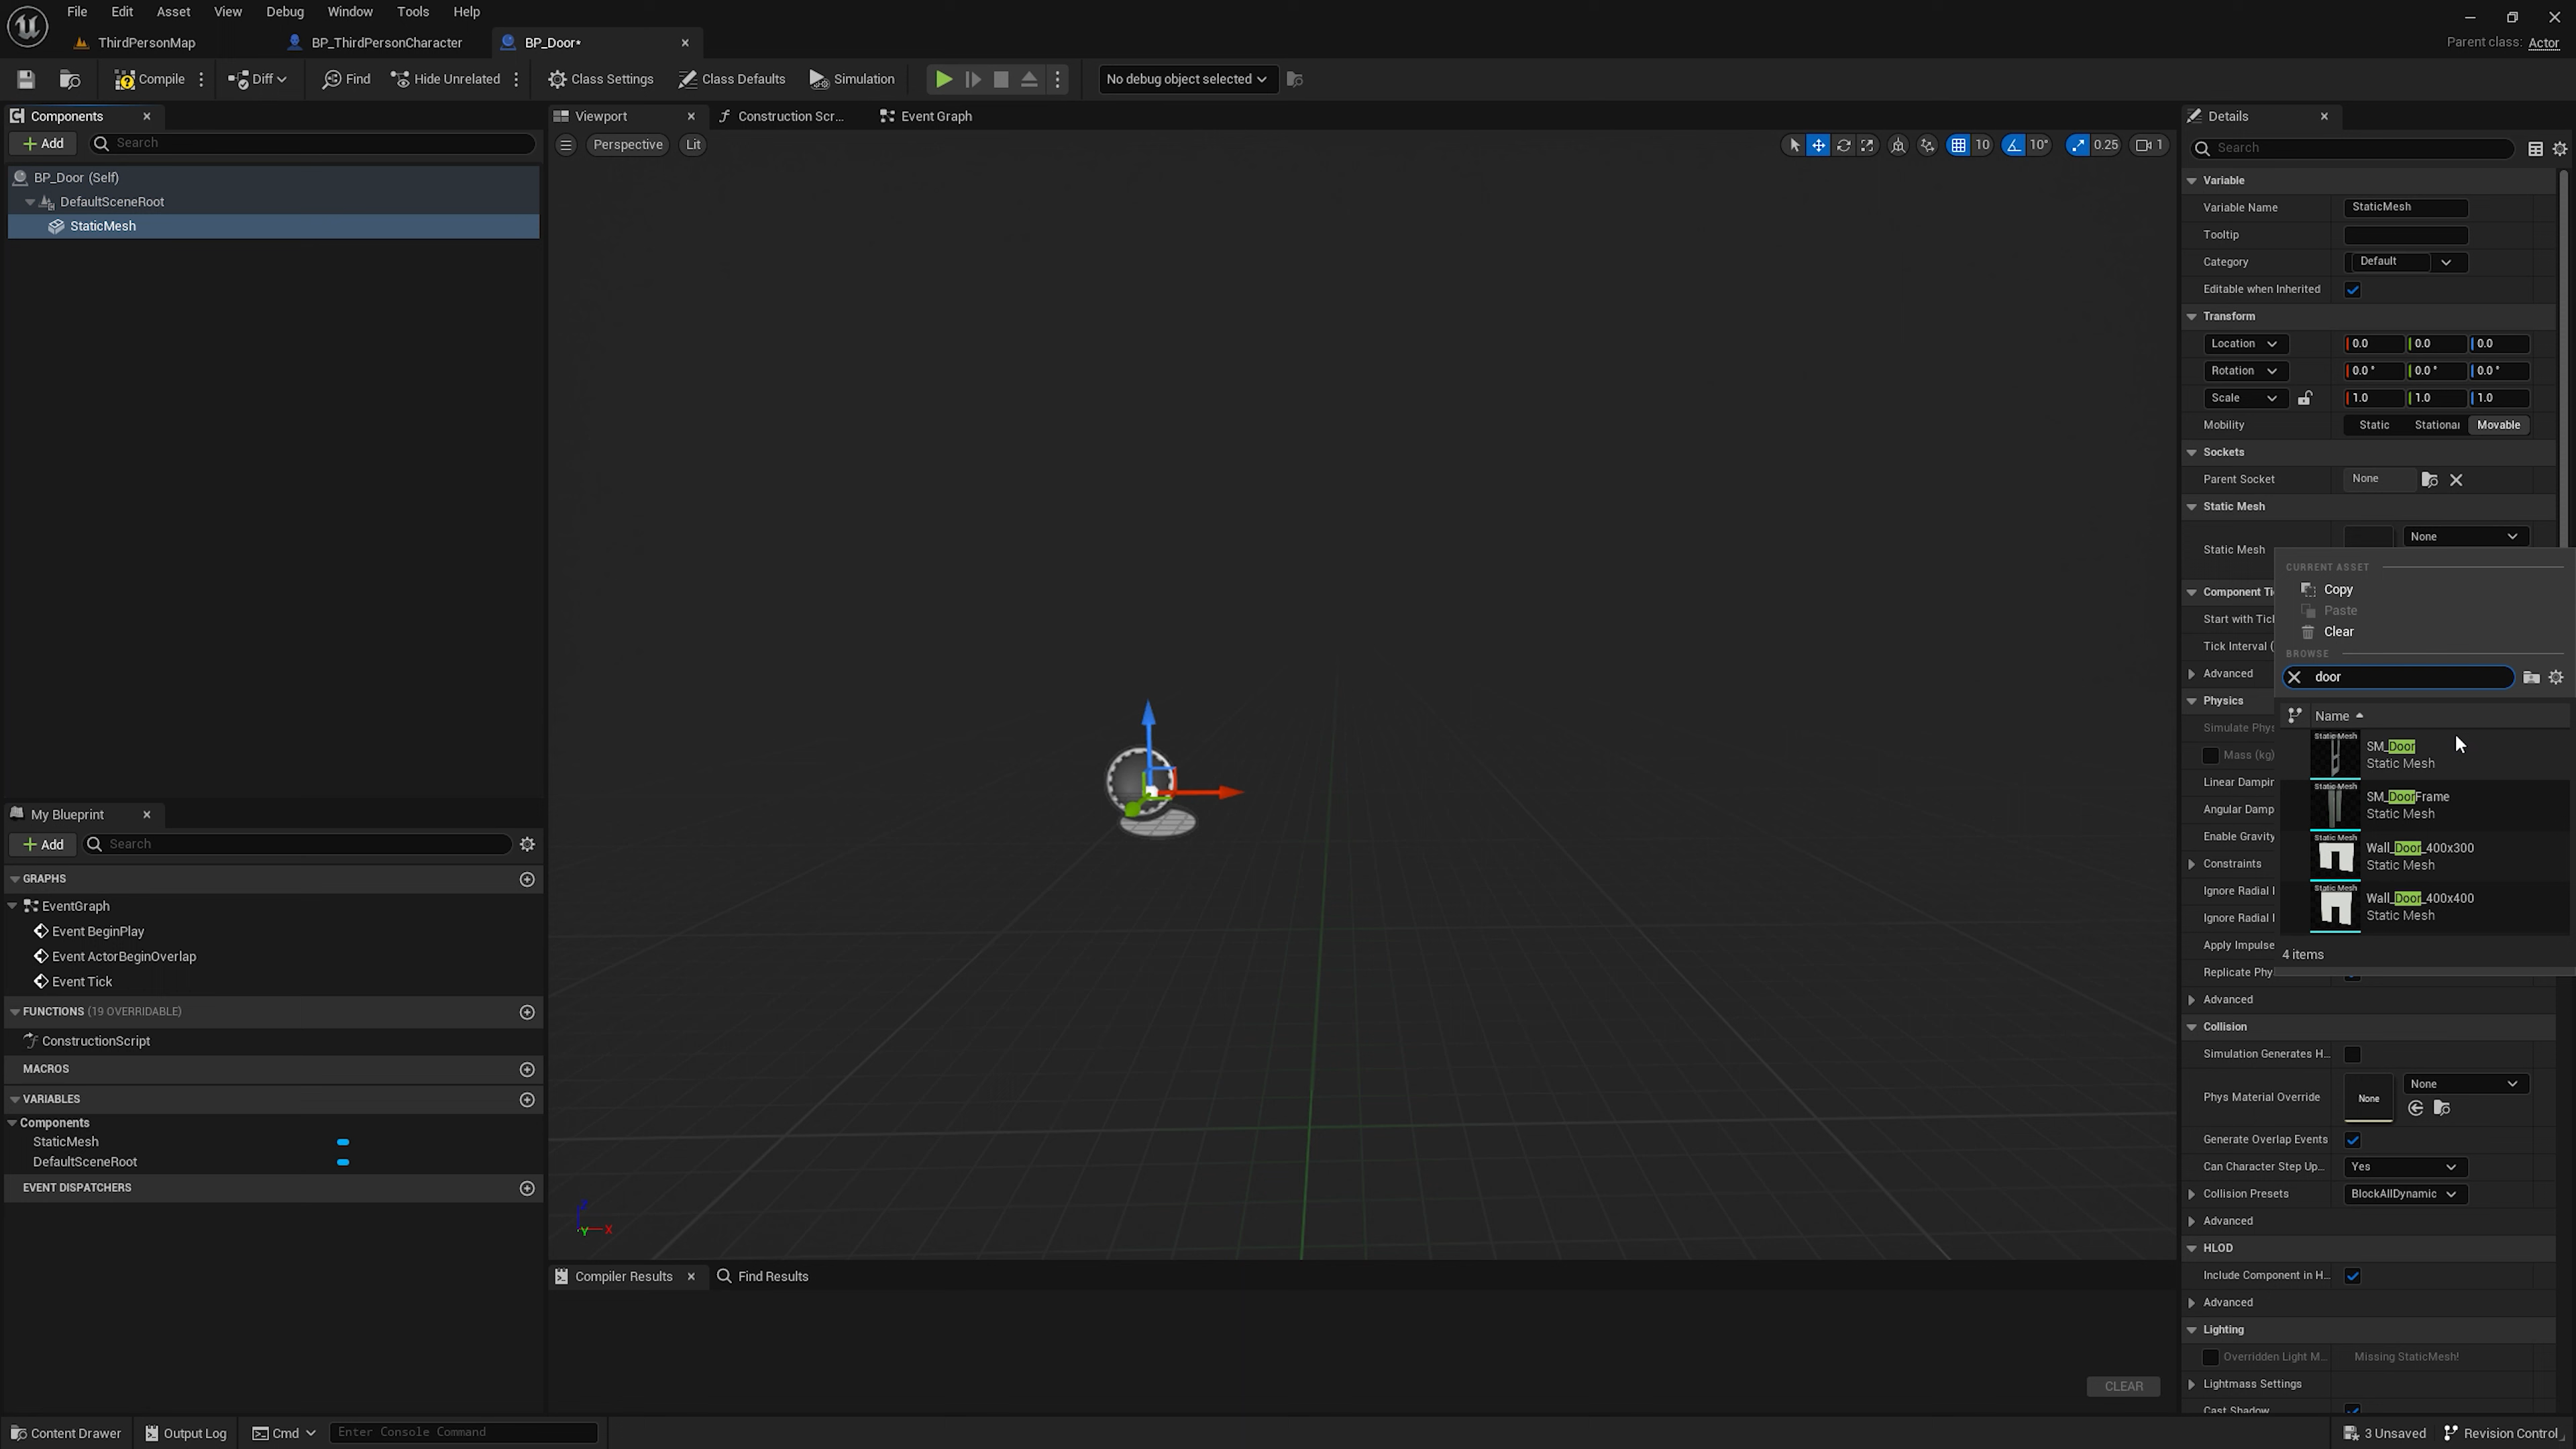 File Edit Asset View Debug Window Tools Help
ThirdPersonMap BP_ThirdPersonCharacter BP_Door•
Parent class: Actor
Compile Diff Find Hide Unrelated Class Settings Class Defaults Simulation No debug object selected
Components
Add Search
BP_Door (Self)
DefaultSceneRoot
StaticMesh
Viewport Construction Scr... Event Graph
Perspective Lit 10 10° 0.25 1
X Y
My Blueprint
Add Search
GRAPHS
EventGraph
Event BeginPlay
Event ActorBeginOverlap
Event Tick
FUNCTIONS (19 OVERRIDABLE)
ConstructionScript
MACROS
VARIABLES
Components
StaticMesh
DefaultSceneRoot
EVENT DISPATCHERS
Compiler Results Find Results
CLEAR
Details
Search
Variable
Variable Name StaticMesh
Tooltip
Category Default
Editable when Inherited
Transform
Location 0.0 0.0 0.0
Rotation 0.0 ° 0.0 ° 0.0 °
Scale 1.0 1.0 1.0
Mobility Static Stationar Movable
Sockets
Parent Socket None
Static Mesh
Static Mesh None
Component Ti
Start with Tick
Tick Interval (
Advanced
Physics
Simulate Phys
Mass (kg)
Linear Dampin
Angular Damp
Enable Gravity
Constraints
Ignore Radial I
Ignore Radial I
Apply Impulse
Replicate Phy
Advanced
CURRENT ASSET
Copy
Paste
Clear
BROWSE
door
Name
Static Mesh
SM_Door
Static Mesh
Static Mesh
SM_DoorFrame
Static Mesh
Static Mesh
Wall_Door_400x300
Static Mesh
Static Mesh
Wall_Door_400x400
Static Mesh
4 items
Collision
Simulation Generates H...
Phys Material Override None None
Generate Overlap Events
Can Character Step Up... Yes
Collision Presets BlockAllDynamic
Advanced
HLOD
Include Component in H...
Advanced
Lighting
Overridden Light M... Missing StaticMesh!
Lightmass Settings
Cast Shadow
Content Drawer Output Log Cmd Enter Console Command 3 Unsaved Revision Control